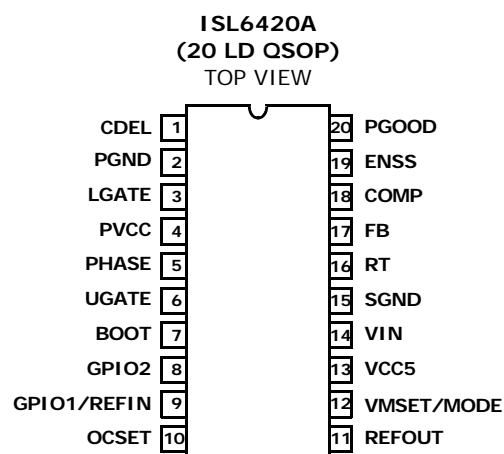 ISL6420A
(20 LD QSOP)
TOP VIEW
CDEL 1 20 PGOOD
PGND 2 19 ENSS
LGATE 3 18 COMP
PVCC 4 17 FB
PHASE 5 16 RT
UGATE 6 15 SGND
BOOT 7 14 VIN
GPIO2 8 13 VCC5
GPIO1/REFIN 9 12 VMSET/MODE
OCSET 10 11 REFOUT